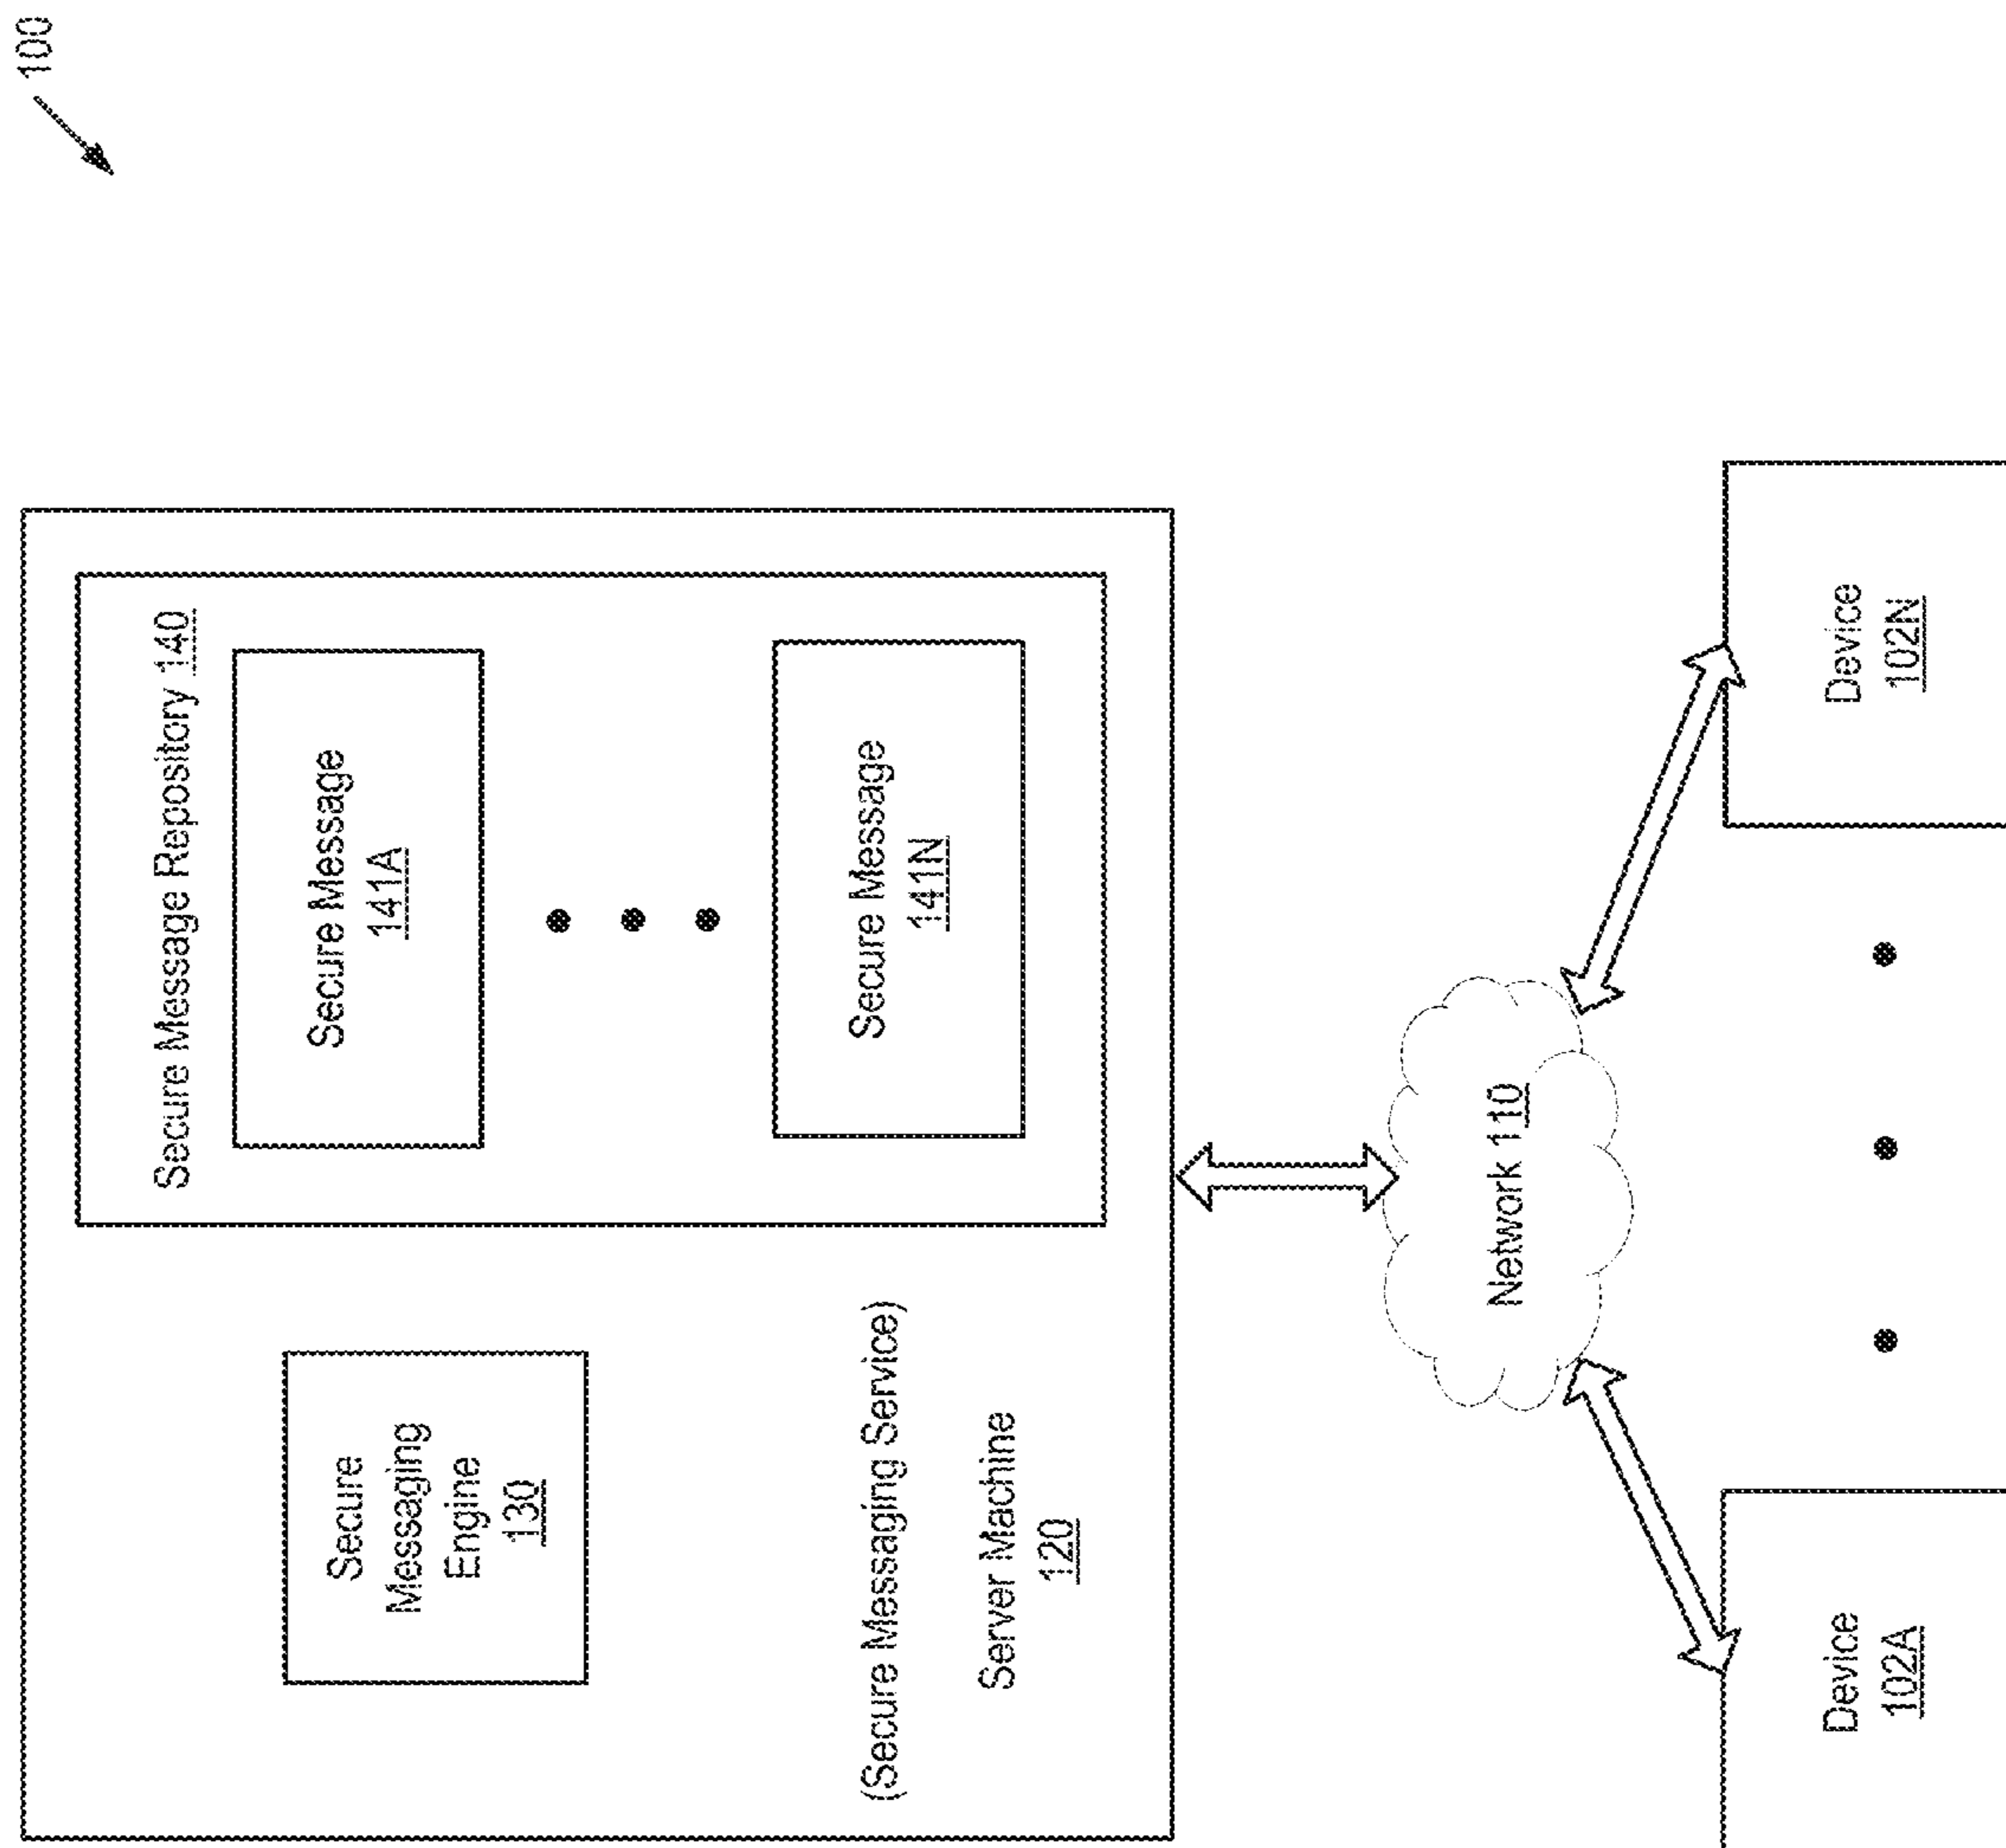 100
Secure Message Repository 140
Secure Message
141A
Secure Message
141N
Secure
Messaging
Engine
130
(Secure Messaging Service)
Server Machine
120
Network 110
Device
102A
Device
102N